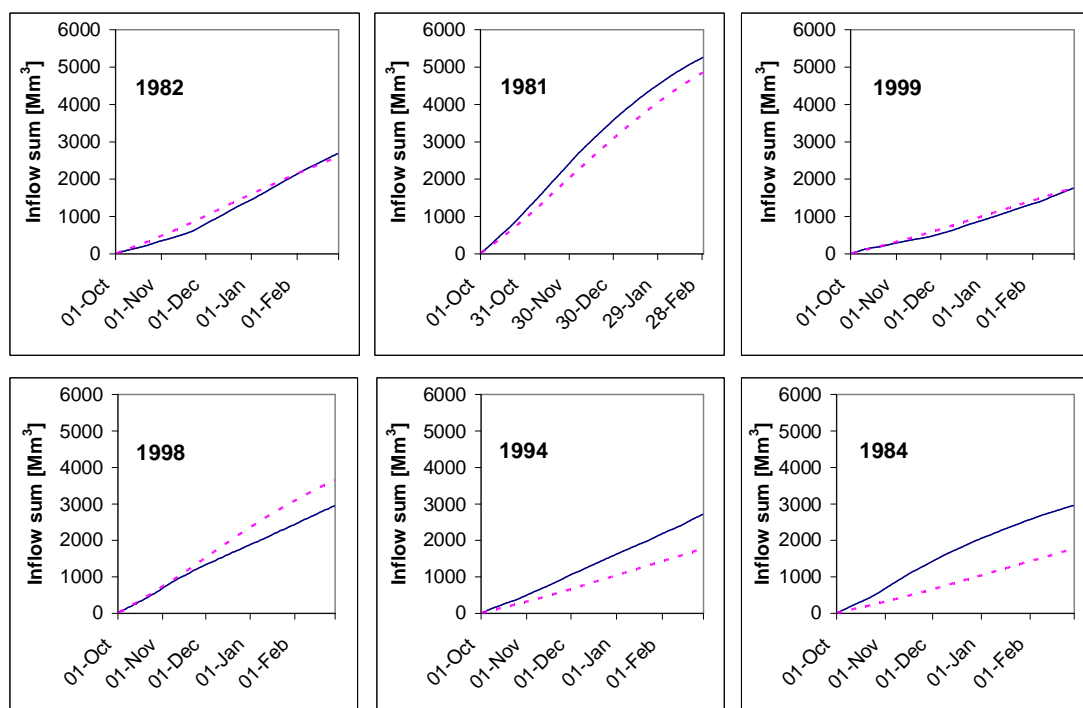 6000
5000
4000
3000
2000
1000
0
Inflow sum [Mm³]
1982
01-Oct
01-Nov
01-Dec
01-Jan
01-Feb
6000
5000
4000
3000
2000
1000
0
Inflow sum [Mm³]
1981
01-Oct
31-Oct
30-Nov
30-Dec
29-Jan
28-Feb
6000
5000
4000
3000
2000
1000
0
Inflow sum [Mm³]
1999
01-Oct
01-Nov
01-Dec
01-Jan
01-Feb
6000
5000
4000
3000
2000
1000
0
Inflow sum [Mm³]
1998
01-Oct
01-Nov
01-Dec
01-Jan
01-Feb
6000
5000
4000
3000
2000
1000
0
Inflow sum [Mm³]
1994
01-Oct
01-Nov
01-Dec
01-Jan
01-Feb
6000
5000
4000
3000
2000
1000
0
Inflow sum [Mm³]
1984
01-Oct
01-Nov
01-Dec
01-Jan
01-Feb